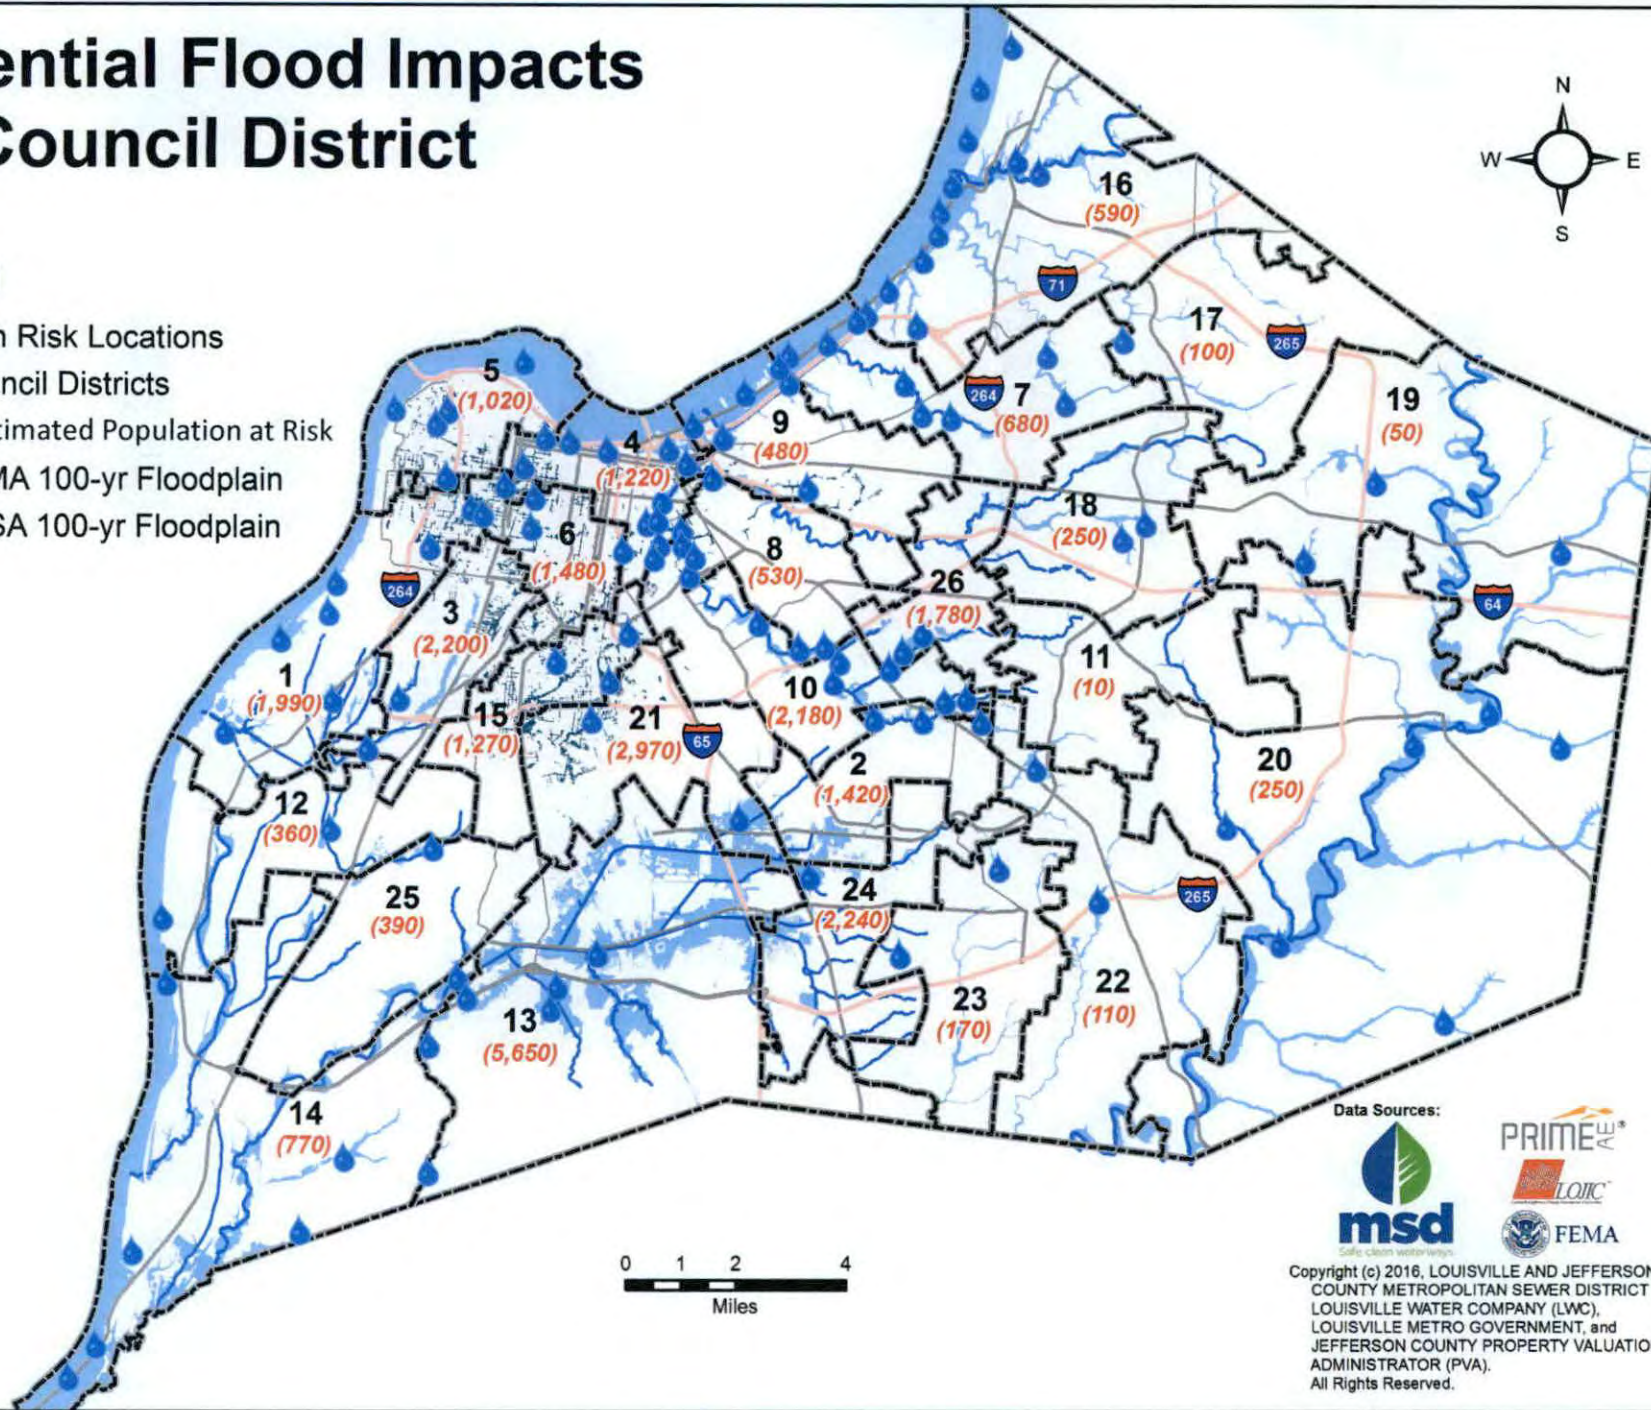 ential Flood Impacts
Council District
n Risk Locations
ncil Districts
timated Population at Risk
MA 100-yr Floodplain
SA 100-yr Floodplain
N
W E
S
16
(590)
71
17
(100)
265
5
(1,020)
264
7
(680)
19
(50)
9
(480)
4
(1,220)
18
(250)
6
(1,480)
8
(530)
26
(1,780)
264
64
3
(2,200)
1
(1,990)
11
(10)
10
(2,180)
15
(1,270)
21
(2,970)
65
2
(1,420)
20
(250)
12
(360)
25
(390)
24
(2,240)
265
22
(110)
23
(170)
13
(5,650)
14
(770)
0 1 2 4
Miles
Data Sources:
PRIME AE®
LOJIC
msd
Safe clean waterways
FEMA
Copyright (c) 2016, LOUISVILLE AND JEFFERSON
COUNTY METROPOLITAN SEWER DISTRICT
LOUISVILLE WATER COMPANY (LWC),
LOUISVILLE METRO GOVERNMENT, and
JEFFERSON COUNTY PROPERTY VALUATIO
ADMINISTRATOR (PVA).
All Rights Reserved.